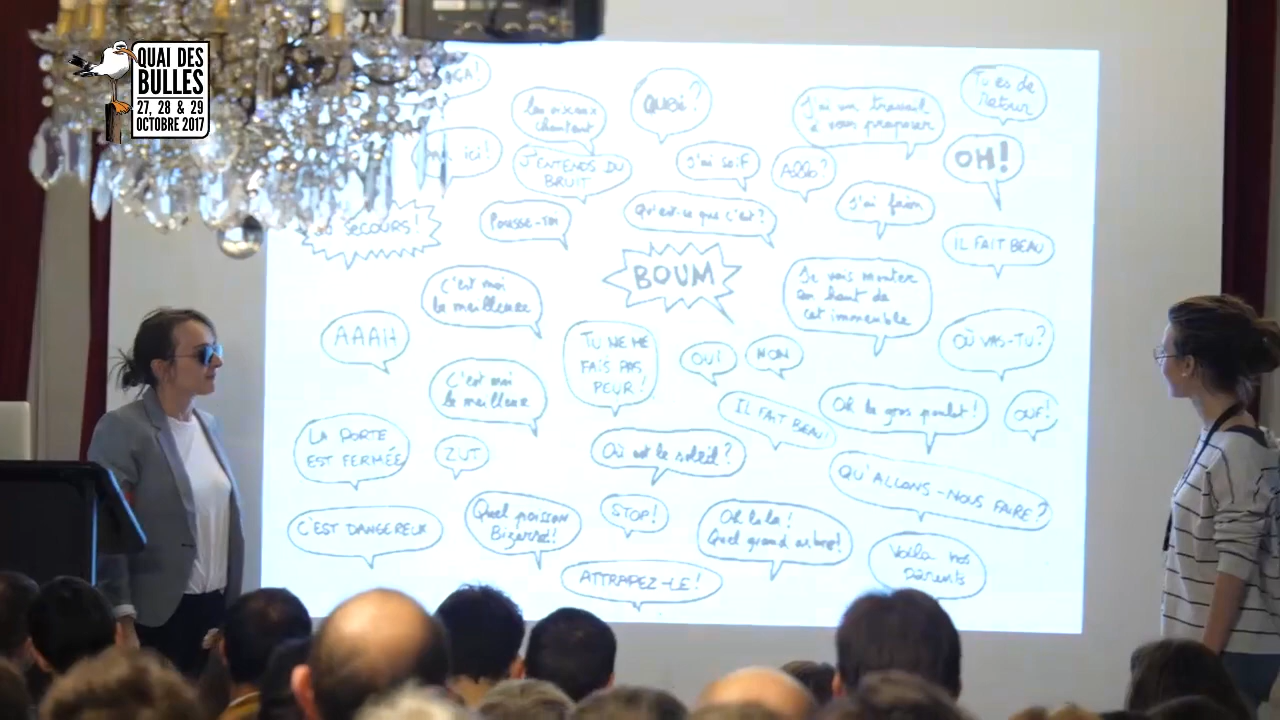 QUAI DES
BULLES
27, 28 & 29
OCTOBRE 2017
Les oiseaux
chantent
Quoi?
J'ai un travail
à vous proposer
Tu es de
retour
ici!
J'ENTENDS DU
BRUIT
J'ai soif
Allo?
OH!
SECOURS!
Pousse-toi
Qu'est-ce que c'est?
J'ai faim
IL FAIT BEAU
C'est moi
le meilleure
BOUM
Je vais monter
en haut de
cet immeuble
AAAH
TU NE ME
FAIS PAS
PEUR!
OUI
NON
OÙ VAS-TU?
C'est moi
le meilleure
IL FAIT BEAU!
Oh le gros poulet!
OUF!
LA PORTE
EST FERMÉE
ZUT
Où est le soleil?
QU'ALLONS-NOUS FAIRE?
C'EST DANGEREUX
Quel poisson
Bizarre!
STOP!
Oh la la!
Quel grand arbre!
Voilà nos
parents
ATTRAPEZ-LE!